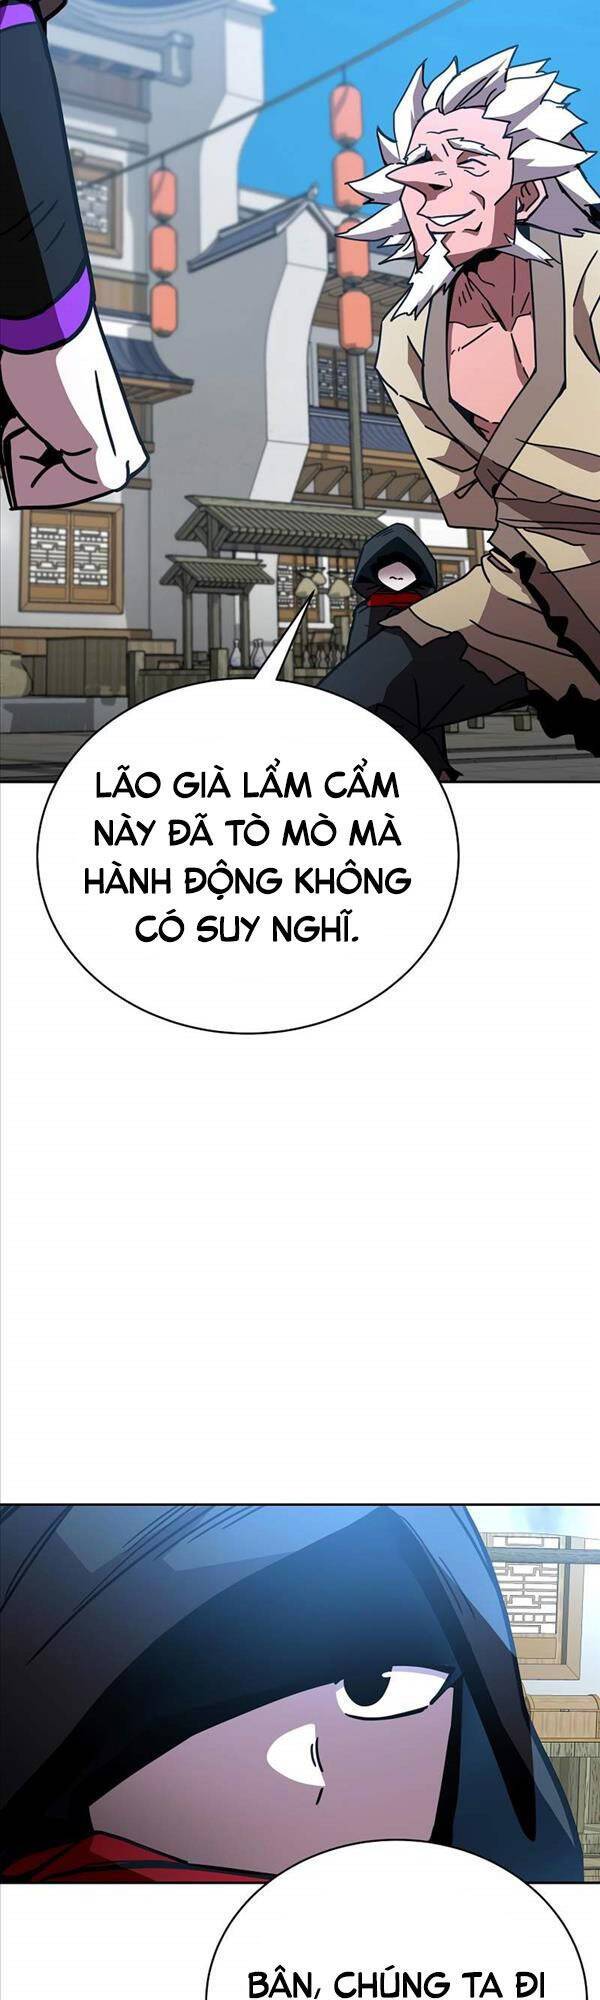 LÃO GIÀ LẨM CẨM
NÀY ĐÃ TÒ MÒ MÀ
HÀNH ĐỘNG KHÔNG
CÓ SUY NGHĨ.
BÂN, CHÚNG TA ĐI